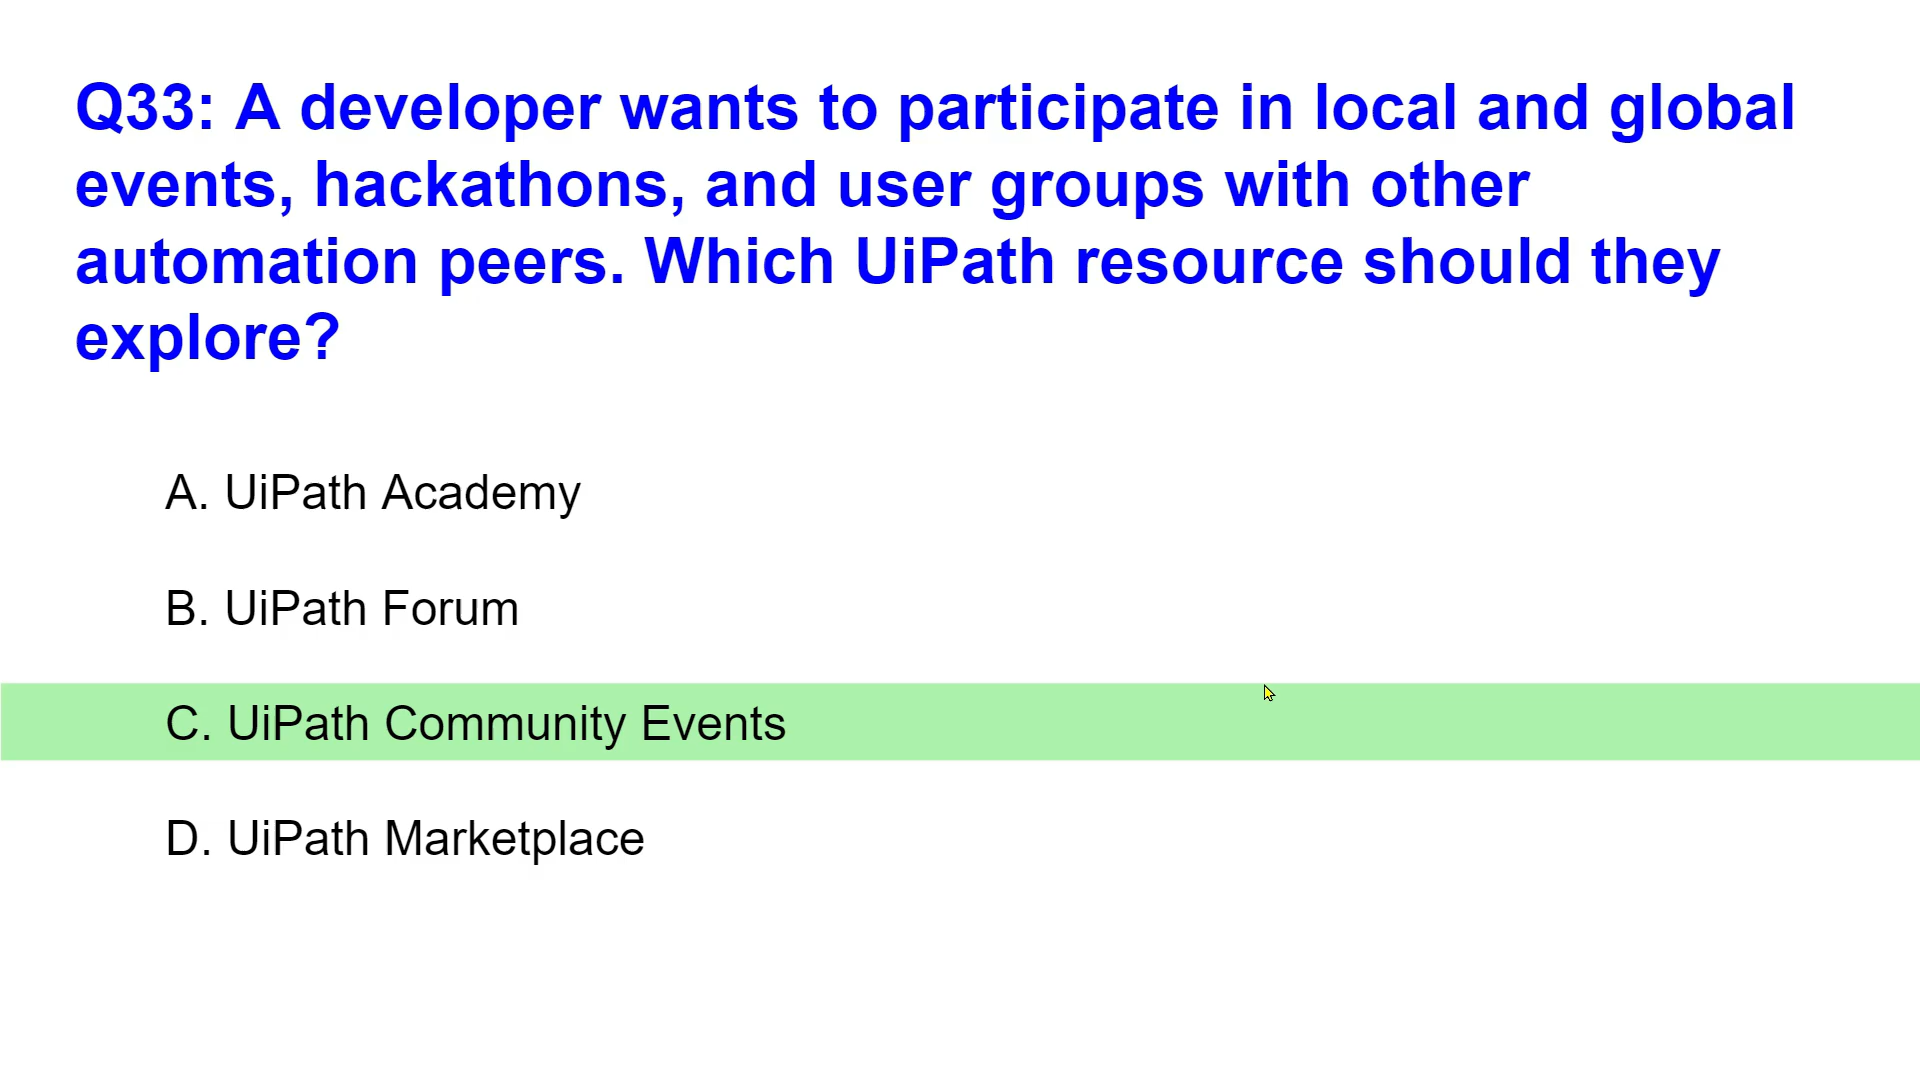 Q33: A developer wants to participate in local and global
events, hackathons, and user groups with other
automation peers. Which UiPath resource should they
explore?
A. UiPath Academy
B. UiPath Forum
C. UiPath Community Events
D. UiPath Marketplace